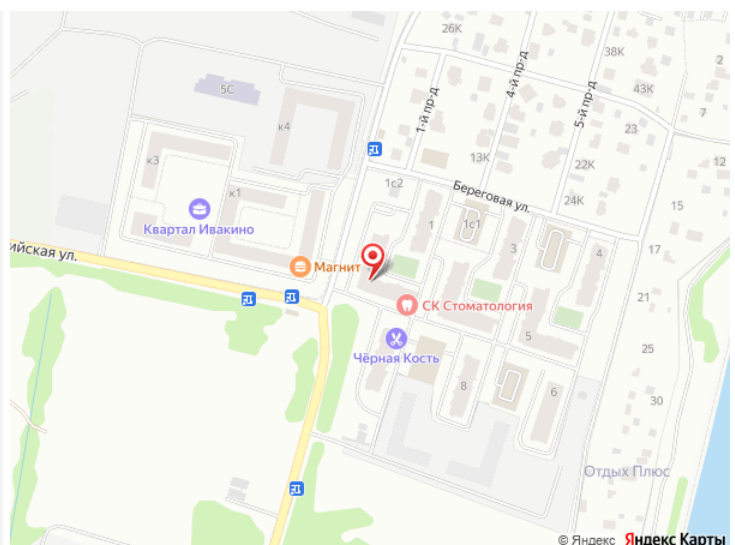 26К
38К
2
43К
7
5С
к4
1-й пр-д
4-й пр-д
5-й пр-д
23
12
к3
13К
22К
1с2
Береговая ул.
24К
15
к1
Квартал Ивакино
1
1с1
3
4
17
ийская ул.
Магнит
21
СК Стоматология
5
25
Чёрная Кость
8
6
30
Отдых Плюс
© Яндекс Яндекс Карты